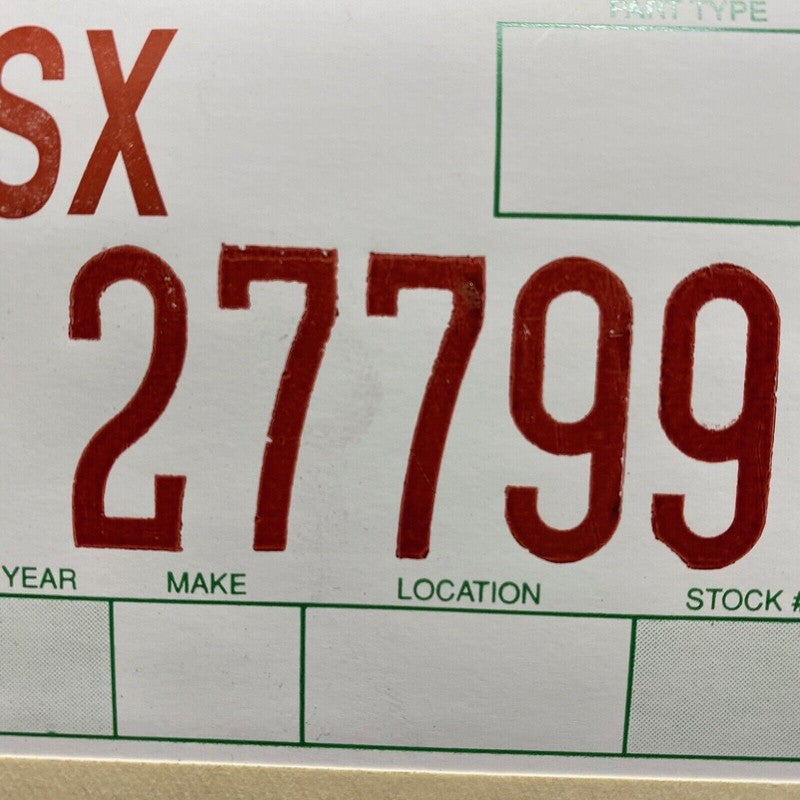 PART TYPE
SX
27799
YEAR MAKE LOCATION STOCK #